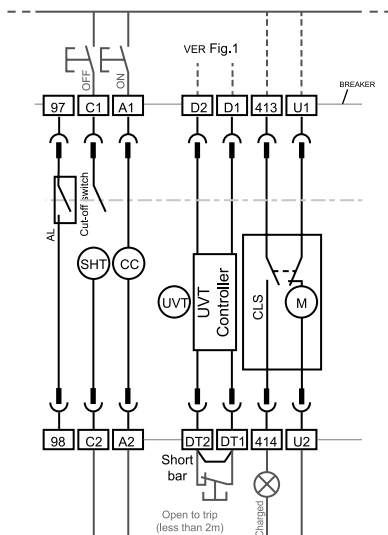 VER Fig.1
OFF
ON
97 C1 A1 D2 D1 413 U1
BREAKER
AL
Cut-off switch
SHT CC
UVT
UVT
Controller
CLS
M
98 C2 A2 DT2 DT1 414 U2
Short
bar
Open to trip
(less than 2m)
Charged